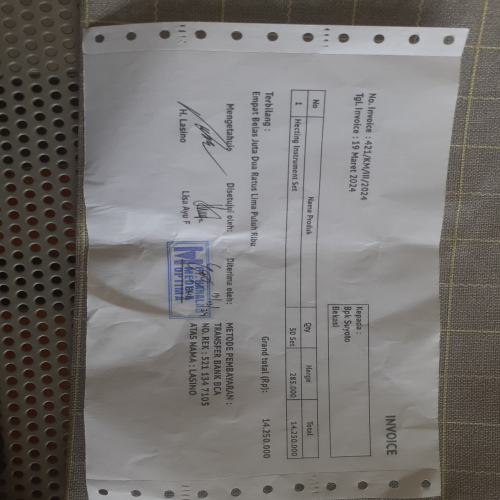 INVOICE
No. Invoice : 421/KM/III/2024
Tgl. Invoice : 19 Maret 2024
Kepada :
Bpk Suyoto
Bekasi
No Nama Produk Qty Harga Total
1 Hecting Instrument Set 50 Set 285.000 14.250.000
Grand total (Rp): 14.250.000
Terbilang :
Empat Belas Juta Dua Ratus Lima Puluh Ribu
Mengetahui: Disetujui oleh: Diterima oleh:
H. Lasino Lisa Ayu F
MEDIKA
OPTIMA
METODE PEMBAYARAN :
TRANSFER BANK BCA
NO. REK : 521 134 7105
ATAS NAMA : LASINO